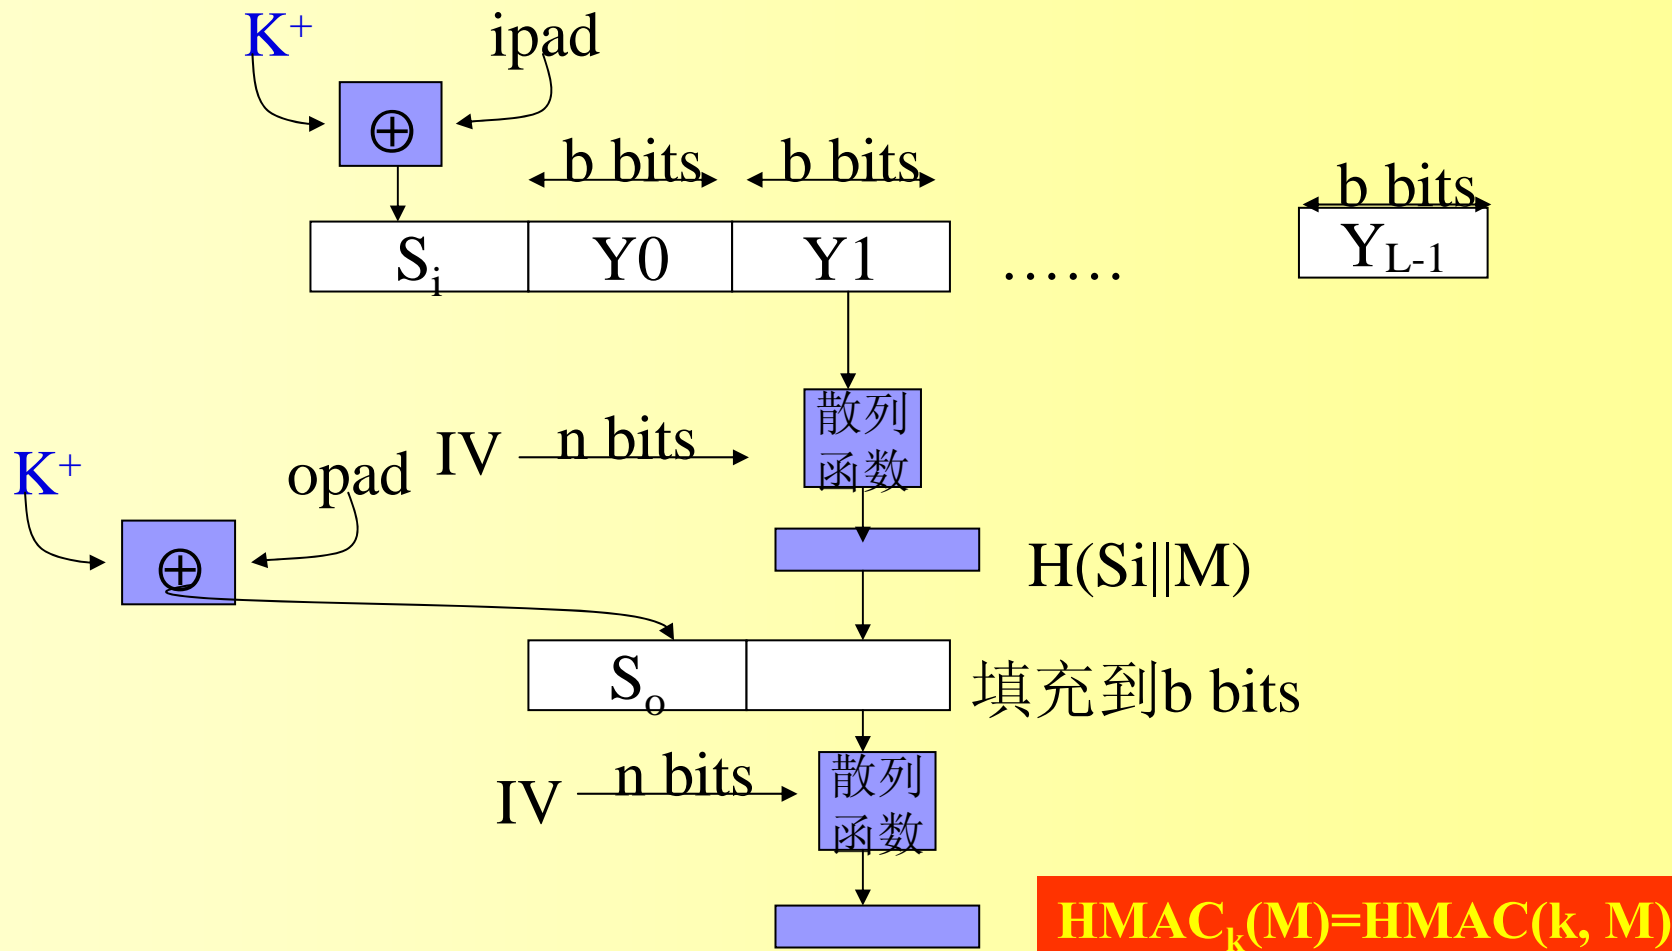 K⁺ ipad
⊕
b bits b bits b bits
Sᵢ Y0 Y1 …… Y_L-1
散列
函数
IV n bits
K⁺ opad
⊕
H(Si||M)
Sₒ 填充到b bits
散列
函数
IV n bits
HMACₖ(M)=HMAC(k, M)